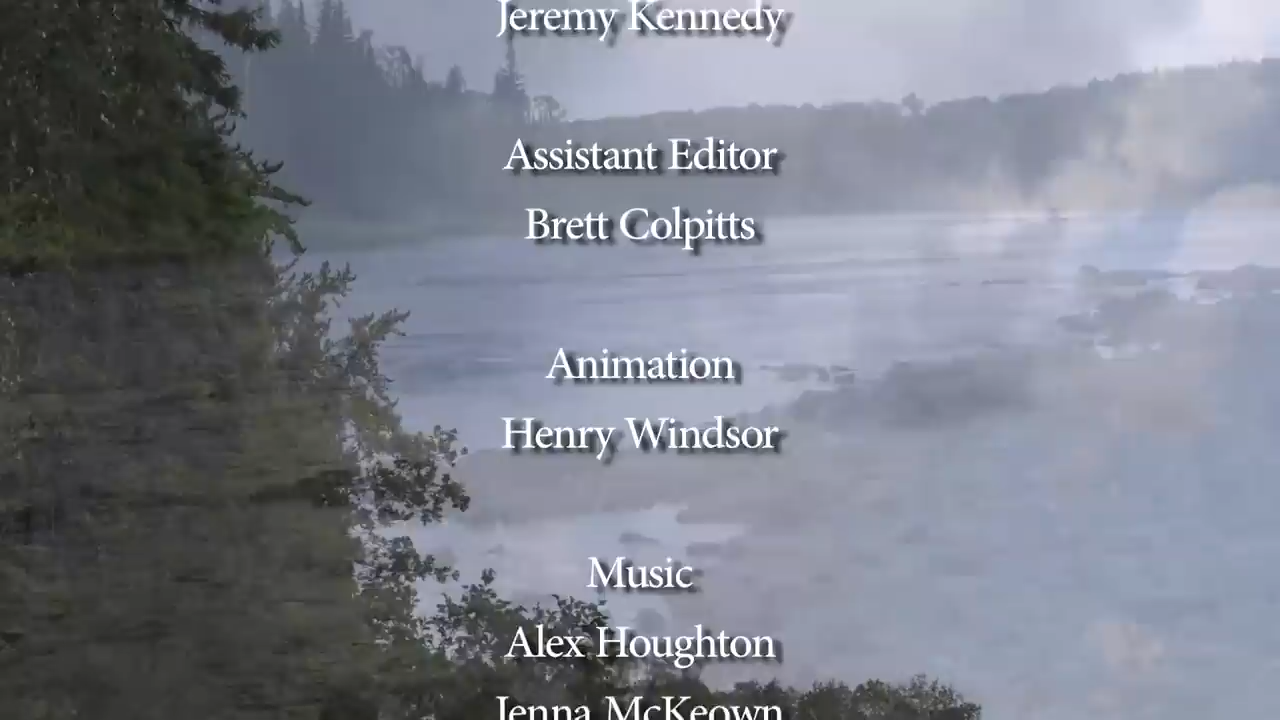 Jeremy Kennedy
Assistant Editor
Brett Colpitts
Animation
Henry Windsor
Music
Alex Houghton
Jenna McKeown